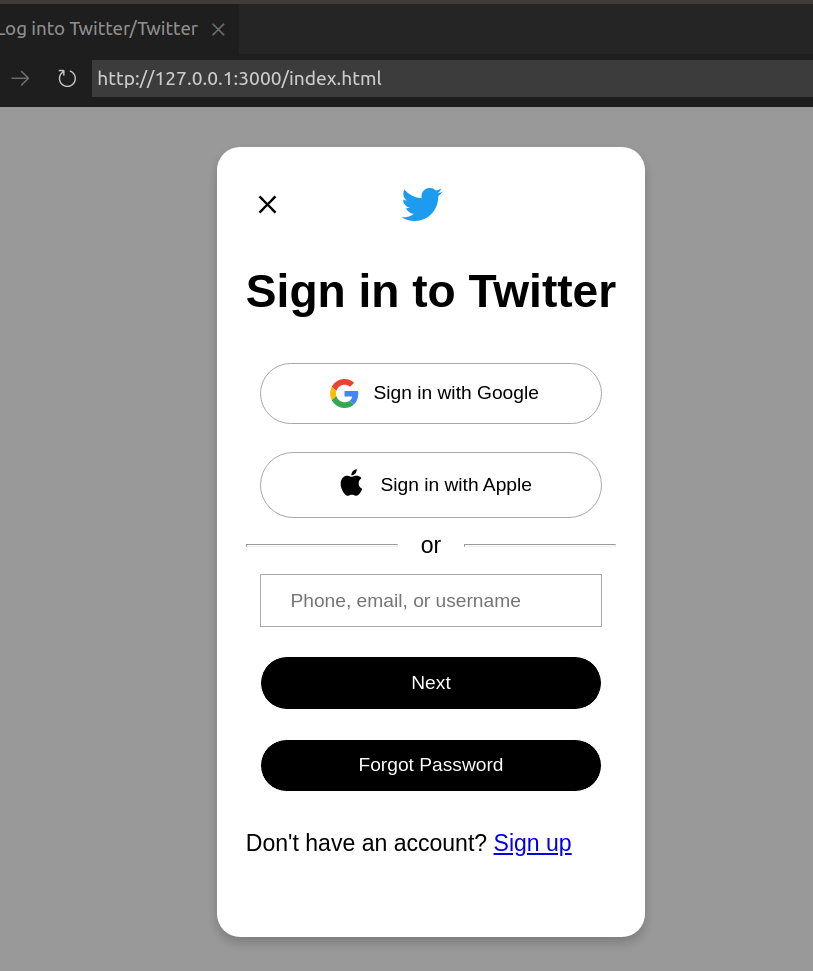 Log into Twitter/Twitter
http://127.0.0.1:3000/index.html
Sign in to Twitter
Sign in with Google
Sign in with Apple
or
Phone, email, or username
Next
Forgot Password
Don't have an account? Sign up